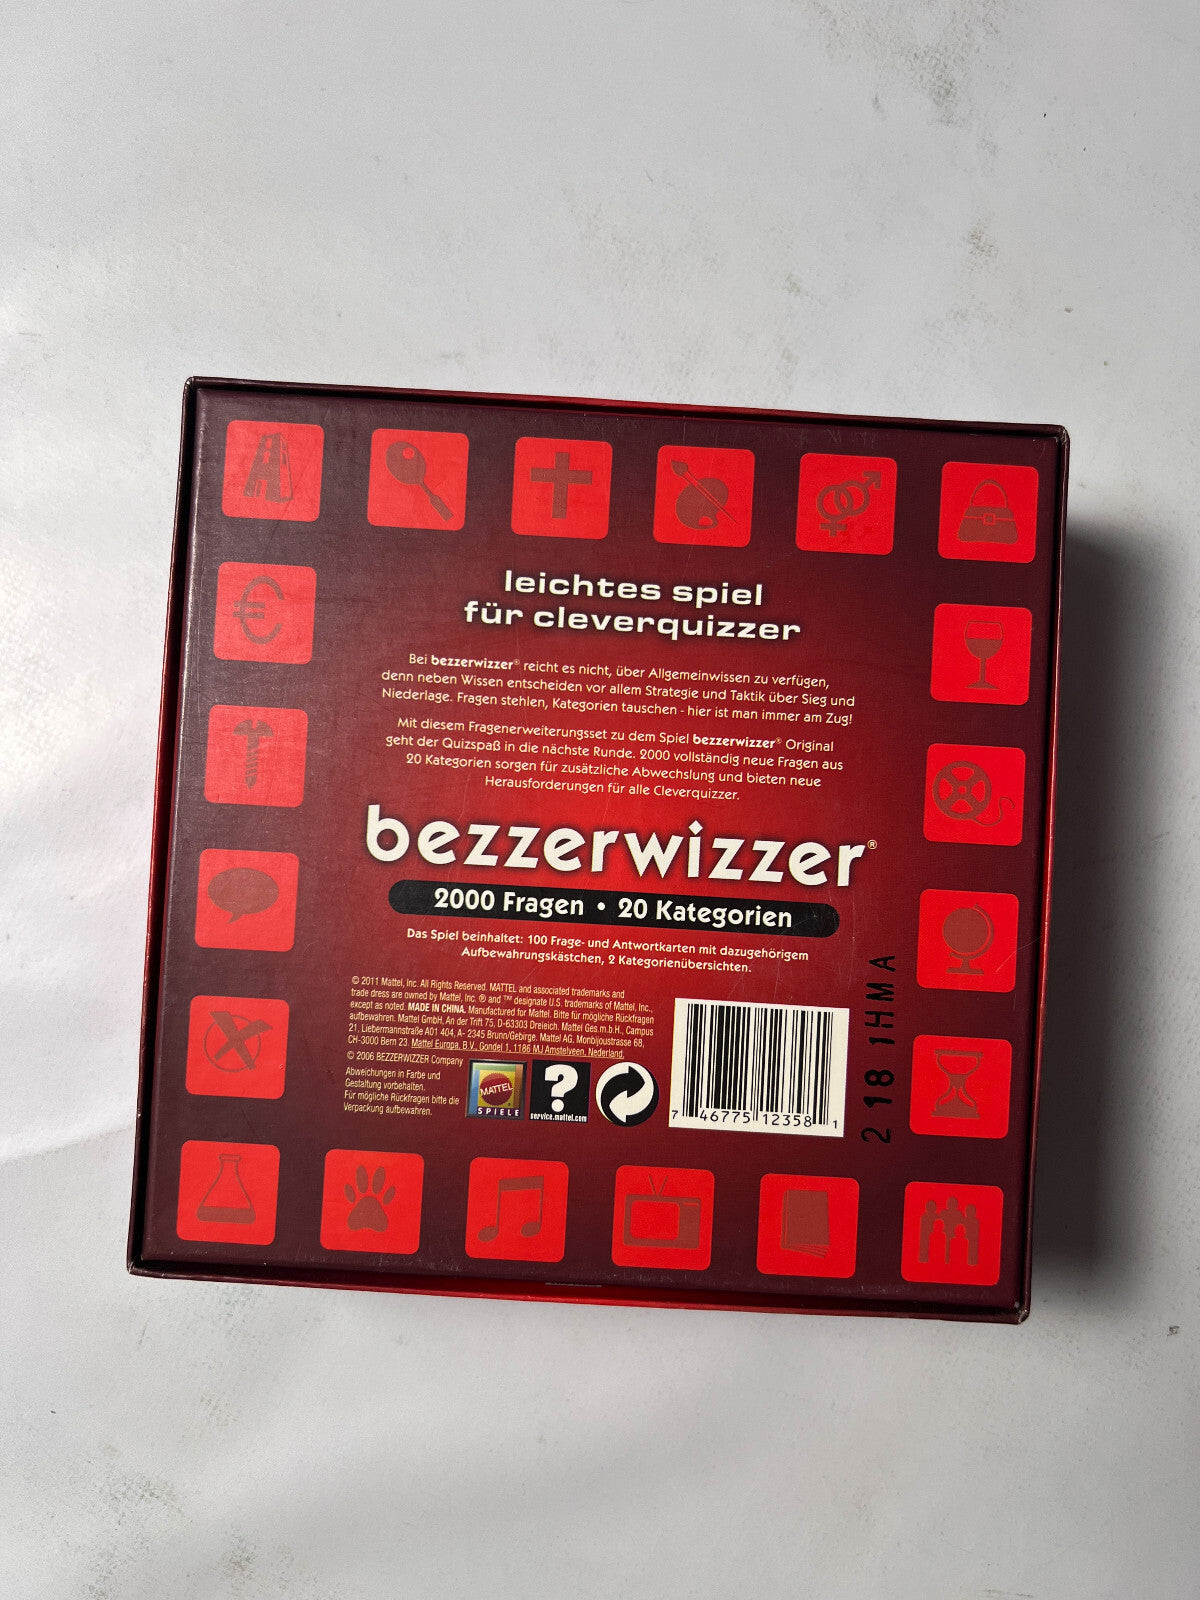 leichtes spiel
für cleverquizzer
Bei bezzerwizzer® reicht es nicht, über Allgemeinwissen zu verfügen,
denn neben Wissen entscheiden vor allem Strategie und Taktik über Sieg und
Niederlage. Fragen stehlen, Kategorien tauschen - hier ist man immer am Zug!
Mit diesem Fragenerweiterungsset zu dem Spiel bezzerwizzer® Original
geht der Quizspaß in die nächste Runde. 2000 vollständig neue Fragen aus
20 Kategorien sorgen für zusätzliche Abwechslung und bieten neue
Herausforderungen für alle Cleverquizzer.
bezzerwizzer®
2000 Fragen • 20 Kategorien
Das Spiel beinhaltet: 100 Frage- und Antwortkarten mit dazugehörigem
Aufbewahrungskästchen, 2 Kategorienübersichten.
© 2011 Mattel, Inc. All Rights Reserved. MATTEL and associated trademarks and
trade dress are owned by Mattel, Inc. ® and ™ designate U.S. trademarks of Mattel, Inc.,
except as noted. MADE IN CHINA. Manufactured for Mattel. Bitte für mögliche Rückfragen
aufbewahren. Mattel GmbH, An der Trift 75, D-63303 Dreieich. Mattel Ges.m.b.H., Campus
21, Liebermannstraße A01 404, A- 2345 Brunn/Gebirge. Mattel AG, Monbijoustrasse 68,
CH-3000 Bern 23. Mattel Europa, B.V., Gondel 1, 1186 MJ Amstelveen, Nederland.
© 2006 BEZZERWIZZER Company
Abweichungen in Farbe und
Gestaltung vorbehalten.
Für mögliche Rückfragen bitte die
Verpackung aufbewahren.
MATTEL
SPIELE
?
service.mattel.com
7 46775 12358 1
2 18 1HMA